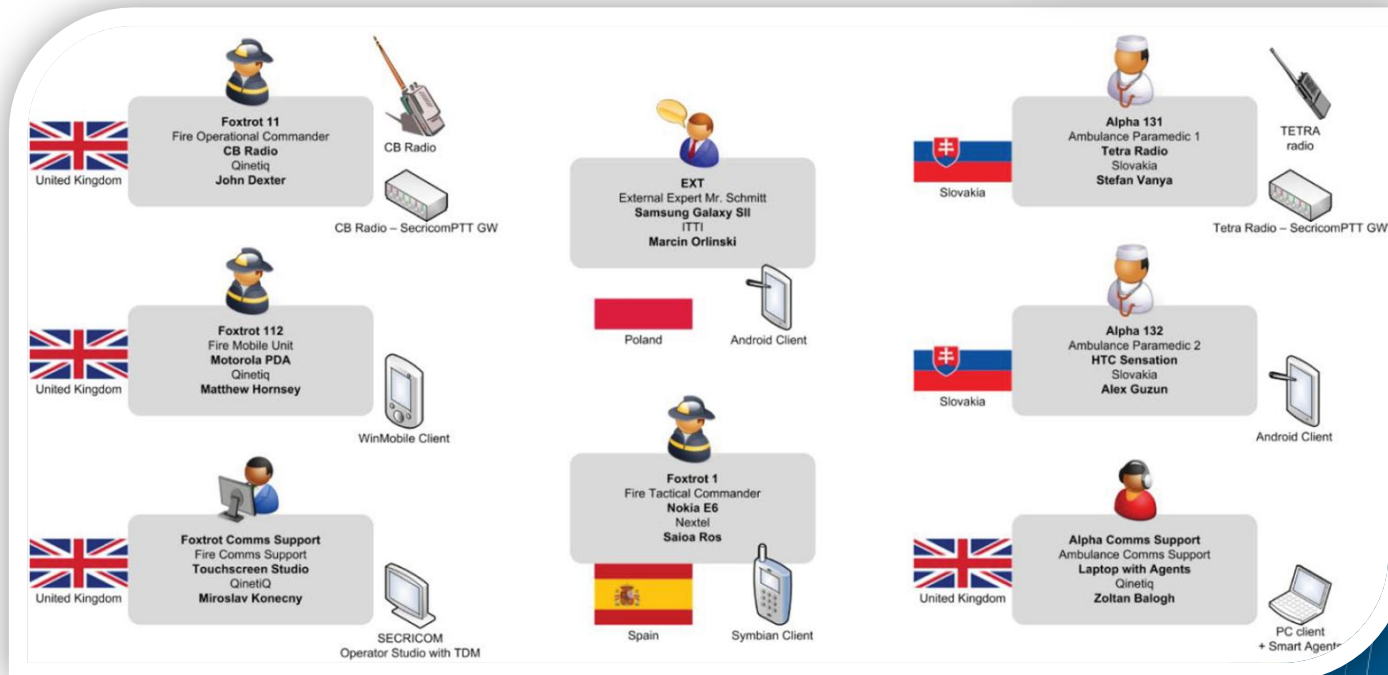 Foxtrot 11
Fire Operational Commander
CB Radio
Qinetiq
John Dexter
United Kingdom
CB Radio
CB Radio – SecricomPTT GW
Foxtrot 112
Fire Mobile Unit
Motorola PDA
Qinetiq
Matthew Hornsey
United Kingdom
WinMobile Client
Foxtrot Comms Support
Fire Comms Support
Touchscreen Studio
QinetiQ
Miroslav Konecny
United Kingdom
SECRICOM
Operator Studio with TDM
EXT
External Expert Mr. Schmitt
Samsung Galaxy SII
ITTI
Marcin Orlinski
Poland
Android Client
Foxtrot 1
Fire Tactical Commander
Nokia E6
Nextel
Saioa Ros
Spain
Symbian Client
Alpha 131
Ambulance Paramedic 1
Tetra Radio
Slovakia
Stefan Vanya
Slovakia
TETRA
radio
Tetra Radio – SecricomPTT GW
Alpha 132
Ambulance Paramedic 2
HTC Sensation
Slovakia
Alex Guzun
Slovakia
Android Client
Alpha Comms Support
Ambulance Comms Support
Laptop with Agents
Qinetiq
Zoltan Balogh
United Kingdom
PC client
+ Smart Agents